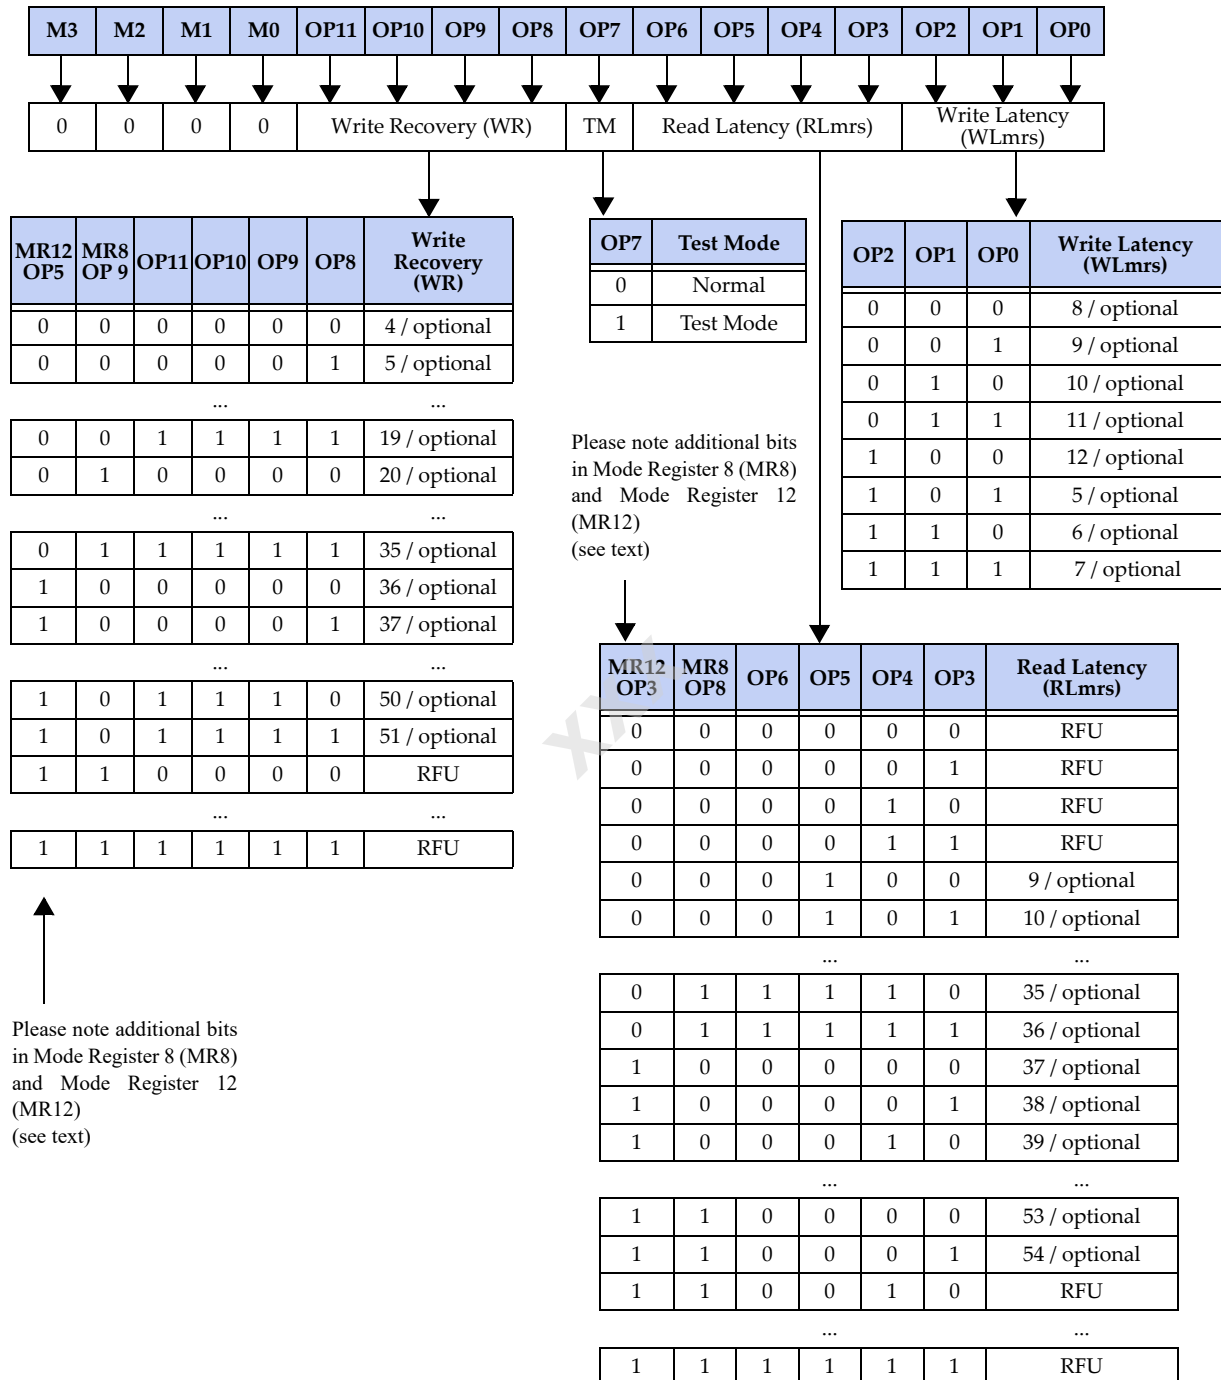 M3 M2 M1 M0 OP11 OP10 OP9 OP8 OP7 OP6 OP5 OP4 OP3 OP2 OP1 OP0
0 0 0 0 Write Recovery (WR) TM Read Latency (RLmrs) Write Latency
(WLmrs)
MR12 MR8 OP11 OP10 OP9 OP8 Write
OP5 OP 9 Recovery
(WR)
0 0 0 0 0 0 4 / optional
0 0 0 0 0 1 5 / optional
... ...
0 0 1 1 1 1 19 / optional
0 1 0 0 0 0 20 / optional
... ...
0 1 1 1 1 1 35 / optional
1 0 0 0 0 0 36 / optional
1 0 0 0 0 1 37 / optional
... ...
1 0 1 1 1 0 50 / optional
1 0 1 1 1 1 51 / optional
1 1 0 0 0 0 RFU
... ...
1 1 1 1 1 1 RFU
Please note additional bits
in Mode Register 8 (MR8)
and Mode Register 12
(MR12)
(see text)
OP7 Test Mode
0 Normal
1 Test Mode
OP2 OP1 OP0 Write Latency
(WLmrs)
0 0 0 8 / optional
0 0 1 9 / optional
0 1 0 10 / optional
0 1 1 11 / optional
1 0 0 12 / optional
1 0 1 5 / optional
1 1 0 6 / optional
1 1 1 7 / optional
Please note additional bits
in Mode Register 8 (MR8)
and Mode Register 12
(MR12)
(see text)
MR12 MR8 OP6 OP5 OP4 OP3 Read Latency
OP3 OP8 (RLmrs)
0 0 0 0 0 0 RFU
0 0 0 0 0 1 RFU
0 0 0 0 1 0 RFU
0 0 0 0 1 1 RFU
0 0 0 1 0 0 9 / optional
0 0 0 1 0 1 10 / optional
... ...
0 1 1 1 1 0 35 / optional
0 1 1 1 1 1 36 / optional
1 0 0 0 0 0 37 / optional
1 0 0 0 0 1 38 / optional
1 0 0 0 1 0 39 / optional
... ...
1 1 0 0 0 0 53 / optional
1 1 0 0 0 1 54 / optional
1 1 0 0 1 0 RFU
... ...
1 1 1 1 1 1 RFU